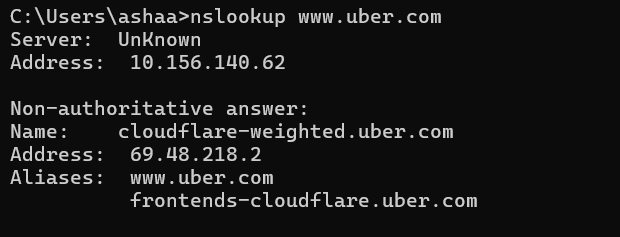 C:\Users\ashaa>nslookup www.uber.com
Server:  UnKnown
Address:  10.156.140.62

Non-authoritative answer:
Name:    cloudflare-weighted.uber.com
Address:  69.48.218.2
Aliases:  www.uber.com
          frontends-cloudflare.uber.com